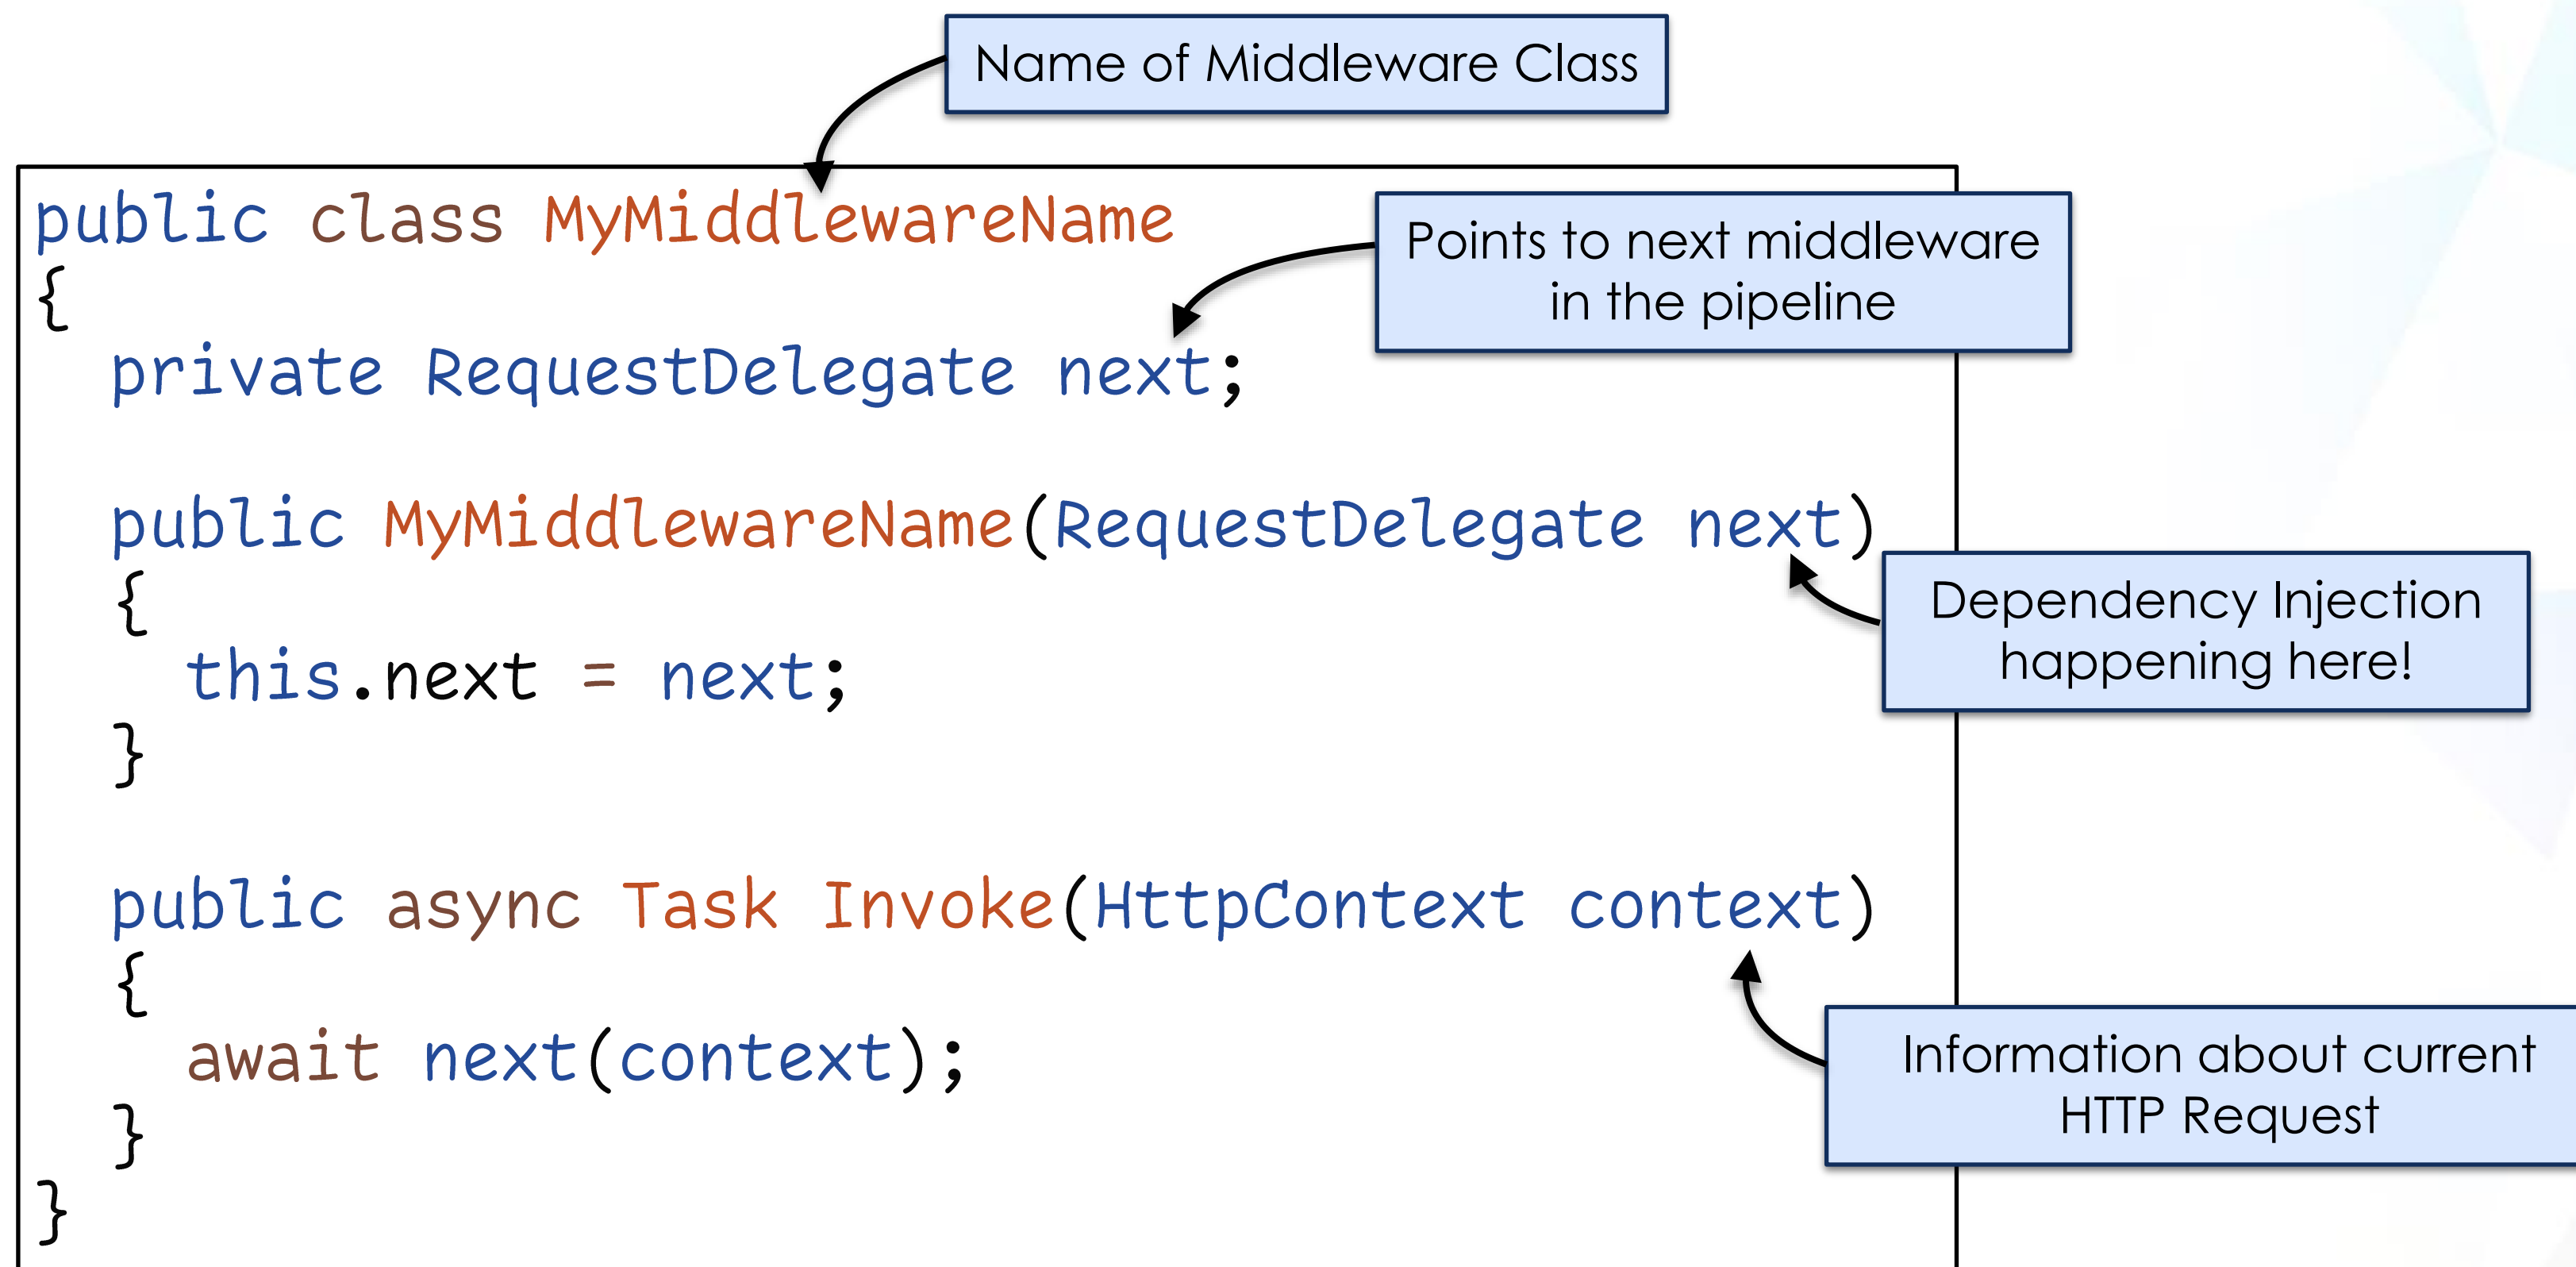 Name of Middleware Class
public class MyMiddlewareName
{
Points to next middleware
in the pipeline
private RequestDelegate next;
public MyMiddlewareName(RequestDelegate next)
{
Dependency Injection
happening here!
this.next = next;
}
public async Task Invoke(HttpContext context)
{
await next(context);
Information about current
HTTP Request
}
}